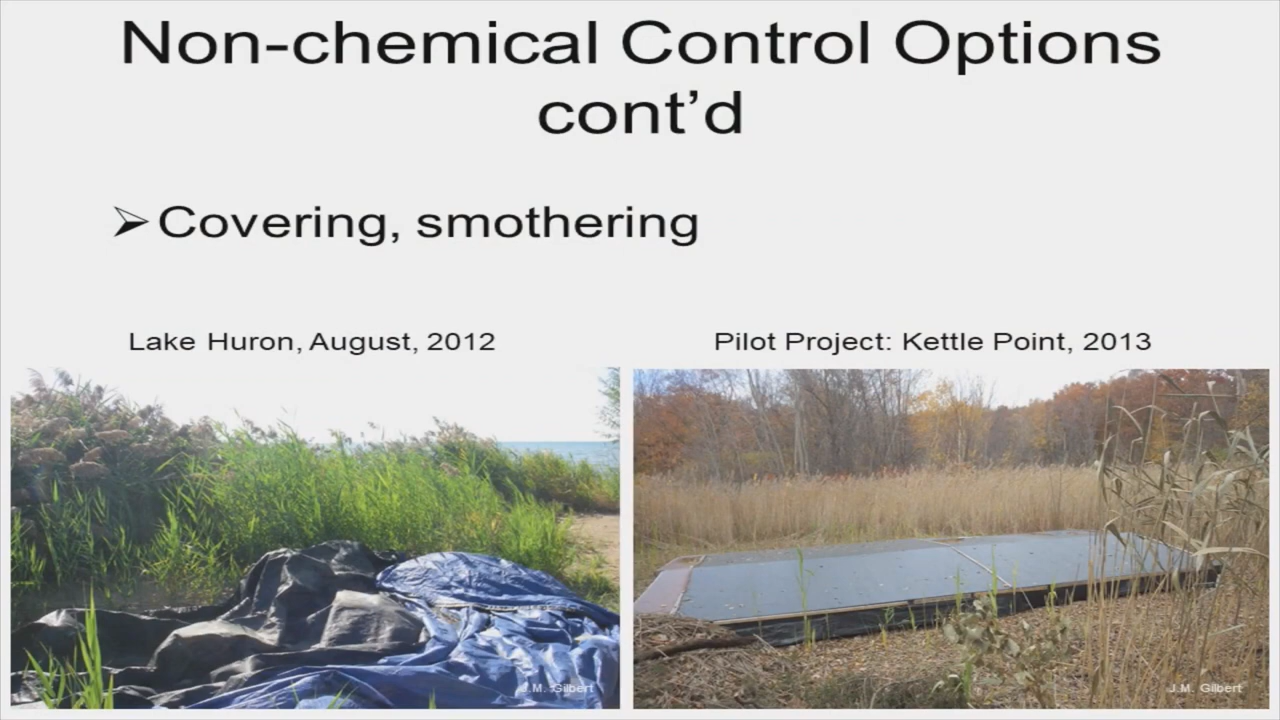 Non-chemical Control Options
cont’d
➢Covering, smothering
Lake Huron, August, 2012
Pilot Project: Kettle Point, 2013
J.M. Gilbert
J.M. Gilbert